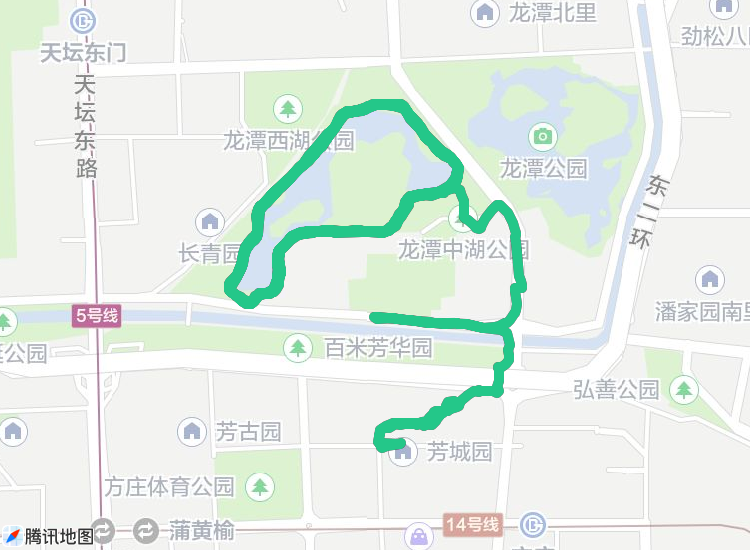 龙潭北里
劲松八
天坛东门
天坛东路
龙潭西湖公园
龙潭公园
东二环
长青园
龙潭中湖公园
潘家园南里
5号线
公园
百米芳华园
弘善公园
芳古园
芳城园
方庄体育公园
蒲黄榆
14号线
腾讯地图